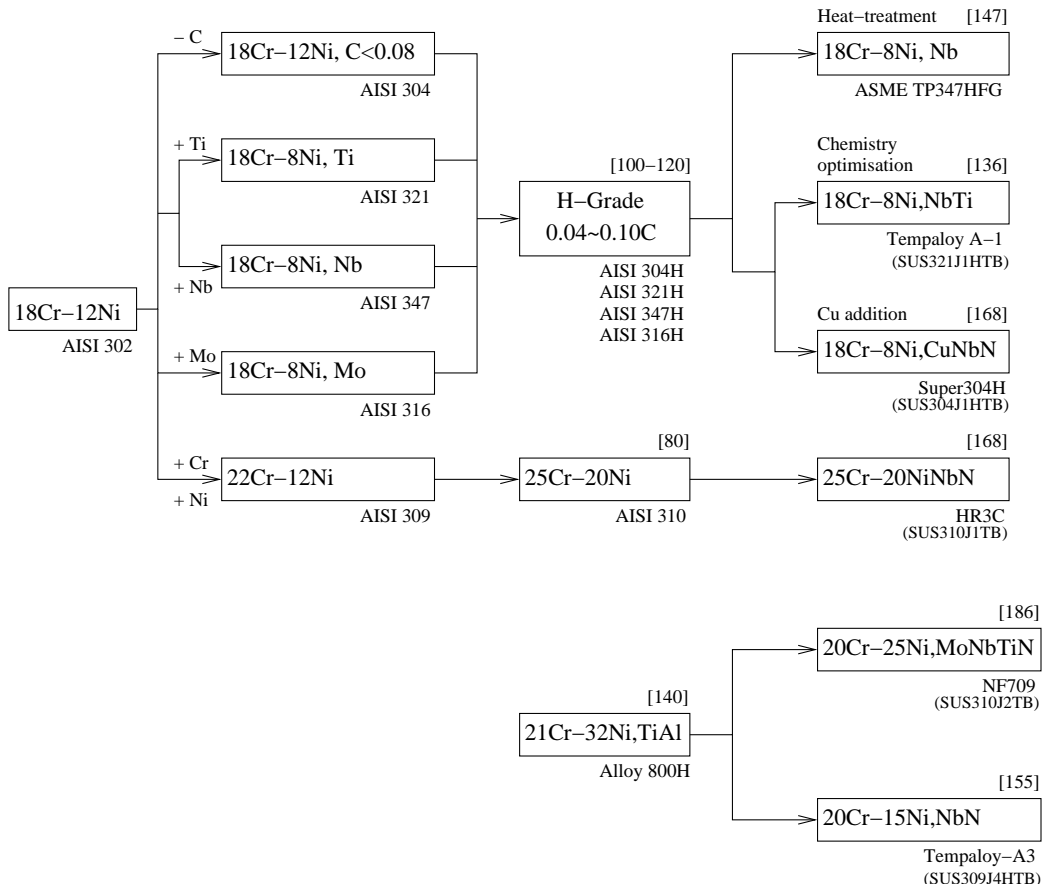 − C
18Cr−12Ni, C<0.08
AISI 304
+ Ti
18Cr−8Ni, Ti
AISI 321
18Cr−8Ni, Nb
+ Nb
AISI 347
18Cr−12Ni
AISI 302
+ Mo
18Cr−8Ni, Mo
AISI 316
+ Cr
22Cr−12Ni
+ Ni
AISI 309
[100−120]
H−Grade
0.04~0.10C
AISI 304H
AISI 321H
AISI 347H
AISI 316H
[80]
25Cr−20Ni
AISI 310
Heat−treatment [147]
18Cr−8Ni, Nb
ASME TP347HFG
Chemistry
optimisation [136]
18Cr−8Ni,NbTi
Tempaloy A−1
(SUS321J1HTB)
Cu addition [168]
18Cr−8Ni,CuNbN
Super304H
(SUS304J1HTB)
[168]
25Cr−20NiNbN
HR3C
(SUS310J1TB)
[140]
21Cr−32Ni,TiAl
Alloy 800H
[186]
20Cr−25Ni,MoNbTiN
NF709
(SUS310J2TB)
[155]
20Cr−15Ni,NbN
Tempaloy−A3
(SUS309J4HTB)